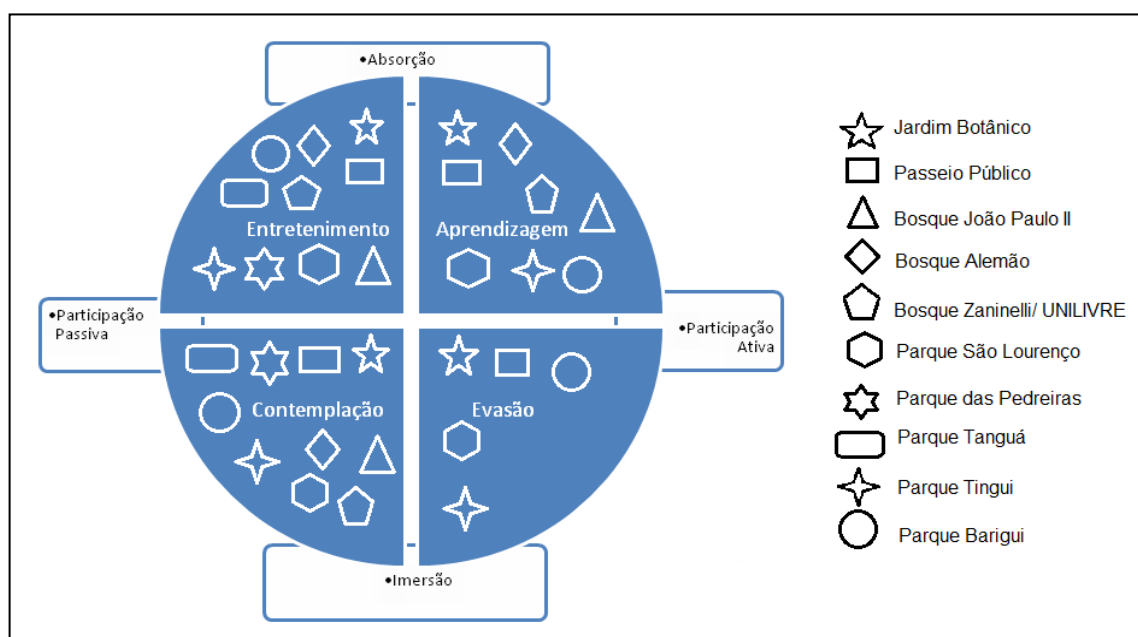 •Absorção
Entretenimento
Aprendizagem
•Participação
Passiva
•Participação
Ativa
Contemplação
Evasão
•Imersão
Jardim Botânico
Passeio Público
Bosque João Paulo II
Bosque Alemão
Bosque Zaninelli/ UNILIVRE
Parque São Lourenço
Parque das Pedreiras
Parque Tanguá
Parque Tingui
Parque Barigui